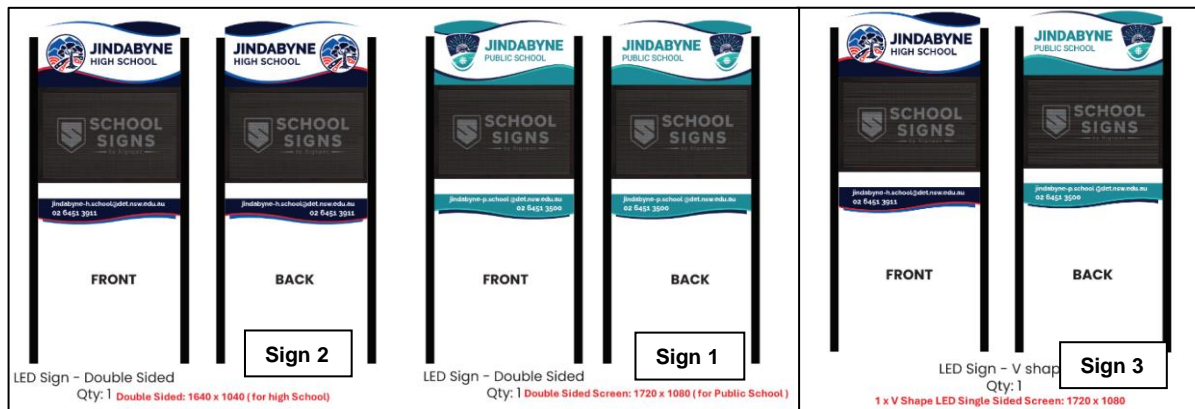 JINDABYNE
HIGH SCHOOL
SCHOOL
SIGNS
jindabyne-h.school@det.nsw.edu.au
02 6451 3911
FRONT
JINDABYNE
HIGH SCHOOL
SCHOOL
SIGNS
jindabyne-h.school@det.nsw.edu.au
02 6451 3911
BACK
Sign 2
LED Sign - Double Sided
Qty: 1 Double Sided: 1640 x 1040 ( for high School)
JINDABYNE
PUBLIC SCHOOL
SCHOOL
SIGNS
jindabyne-p.school@det.nsw.edu.au
02 6451 3500
FRONT
JINDABYNE
PUBLIC SCHOOL
SCHOOL
SIGNS
jindabyne-p.school@det.nsw.edu.au
02 6451 3500
BACK
Sign 1
LED Sign - Double Sided
Qty: 1 Double Sided Screen: 1720 x 1080 ( for Public School )
JINDABYNE
HIGH SCHOOL
SCHOOL
SIGNS
jindabyne-h.school@det.nsw.edu.au
02 6451 3911
FRONT
JINDABYNE
PUBLIC SCHOOL
SCHOOL
SIGNS
jindabyne-p.school@det.nsw.edu.au
02 6451 3500
BACK
Sign 3
LED Sign - V shap
Qty: 1
1 x V Shape LED Single Sided Screen: 1720 x 1080